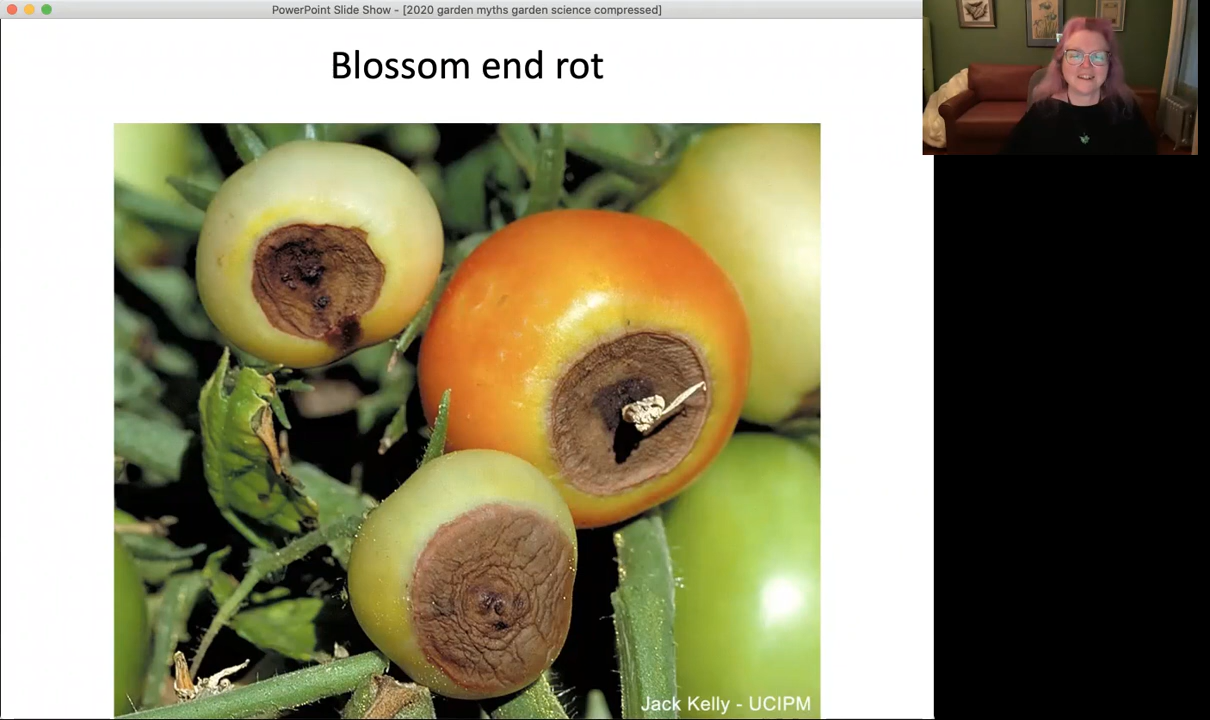 PowerPoint Slide Show - [2020 garden myths garden science compressed]
Blossom end rot
Jack Kelly - UCIPM